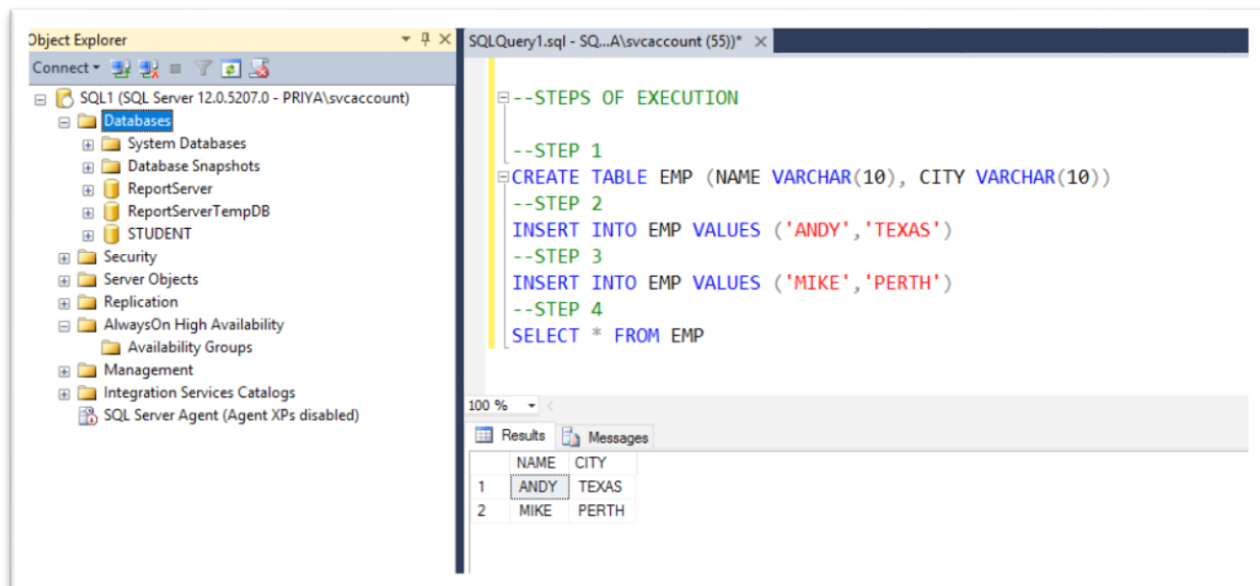 Object Explorer
Connect
SQL1 (SQL Server 12.0.5207.0 - PRIYA\svcaccount)
Databases
System Databases
Database Snapshots
ReportServer
ReportServerTempDB
STUDENT
Security
Server Objects
Replication
AlwaysOn High Availability
Availability Groups
Management
Integration Services Catalogs
SQL Server Agent (Agent XPs disabled)
SQLQuery1.sql - SQ...A\svcaccount (55))*
--STEPS OF EXECUTION
--STEP 1
CREATE TABLE EMP (NAME VARCHAR(10), CITY VARCHAR(10))
--STEP 2
INSERT INTO EMP VALUES ('ANDY','TEXAS')
--STEP 3
INSERT INTO EMP VALUES ('MIKE','PERTH')
--STEP 4
SELECT * FROM EMP
100 %
Results Messages
NAME CITY
1 ANDY TEXAS
2 MIKE PERTH